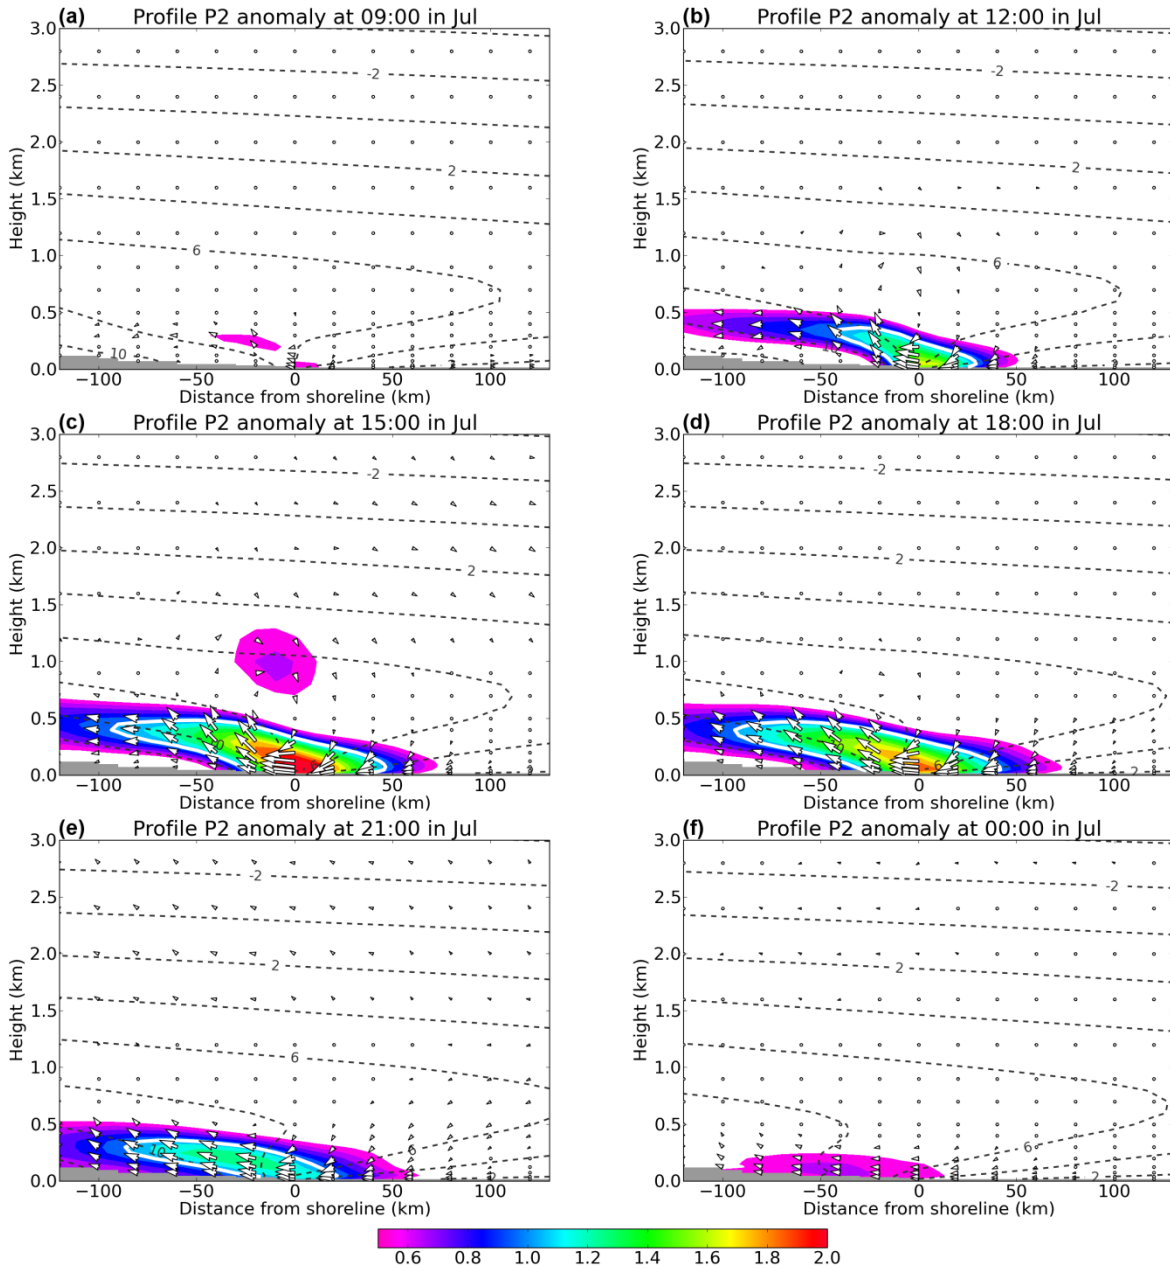 (a) Profile P2 anomaly at 09:00 in Jul
3.0
2.5
2.0
1.5
1.0
0.5
0.0
Height (km)
-2
2
6
10
−100 −50 0 50 100
Distance from shoreline (km)
(b) Profile P2 anomaly at 12:00 in Jul
3.0
2.5
2.0
1.5
1.0
0.5
0.0
Height (km)
-2
2
6
−100 −50 0 50 100
Distance from shoreline (km)
(c) Profile P2 anomaly at 15:00 in Jul
3.0
2.5
2.0
1.5
1.0
0.5
0.0
Height (km)
-2
2
−100 −50 0 50 100
Distance from shoreline (km)
(d) Profile P2 anomaly at 18:00 in Jul
3.0
2.5
2.0
1.5
1.0
0.5
0.0
Height (km)
-2
2
2
−100 −50 0 50 100
Distance from shoreline (km)
(e) Profile P2 anomaly at 21:00 in Jul
3.0
2.5
2.0
1.5
1.0
0.5
0.0
Height (km)
-2
2
6
10
6
2
−100 −50 0 50 100
Distance from shoreline (km)
(f) Profile P2 anomaly at 00:00 in Jul
3.0
2.5
2.0
1.5
1.0
0.5
0.0
Height (km)
-2
2
6
2
−100 −50 0 50 100
Distance from shoreline (km)
0.6 0.8 1.0 1.2 1.4 1.6 1.8 2.0